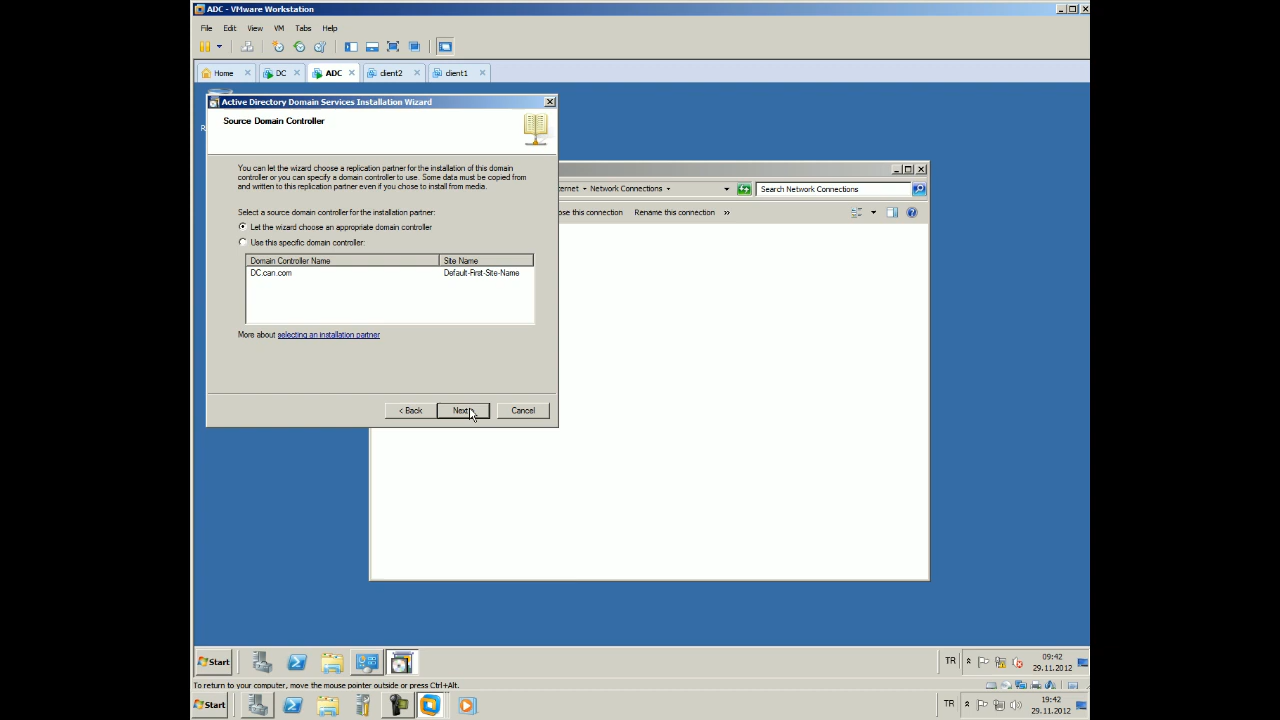 ADC - VMware Workstation
File Edit View VM Tabs Help
Home DC ADC client2 client1
Active Directory Domain Services Installation Wizard
Source Domain Controller
You can let the wizard choose a replication partner for the installation of this domain
controller or you can specify a domain controller to use. Some data must be copied from
and written to this replication partner even if you chose to install from media.
Select a source domain controller for the installation partner:
Let the wizard choose an appropriate domain controller
Use this specific domain controller:
Domain Controller Name Site Name
DC.can.com Default-First-Site-Name
More about selecting an installation partner
< Back Next Cancel
Network Connections
Search Network Connections
this connection Rename this connection »
Start TR 09:42
29.11.2012
To return to your computer, move the mouse pointer outside or press Ctrl+Alt.
Start TR 19:42
29.11.2012